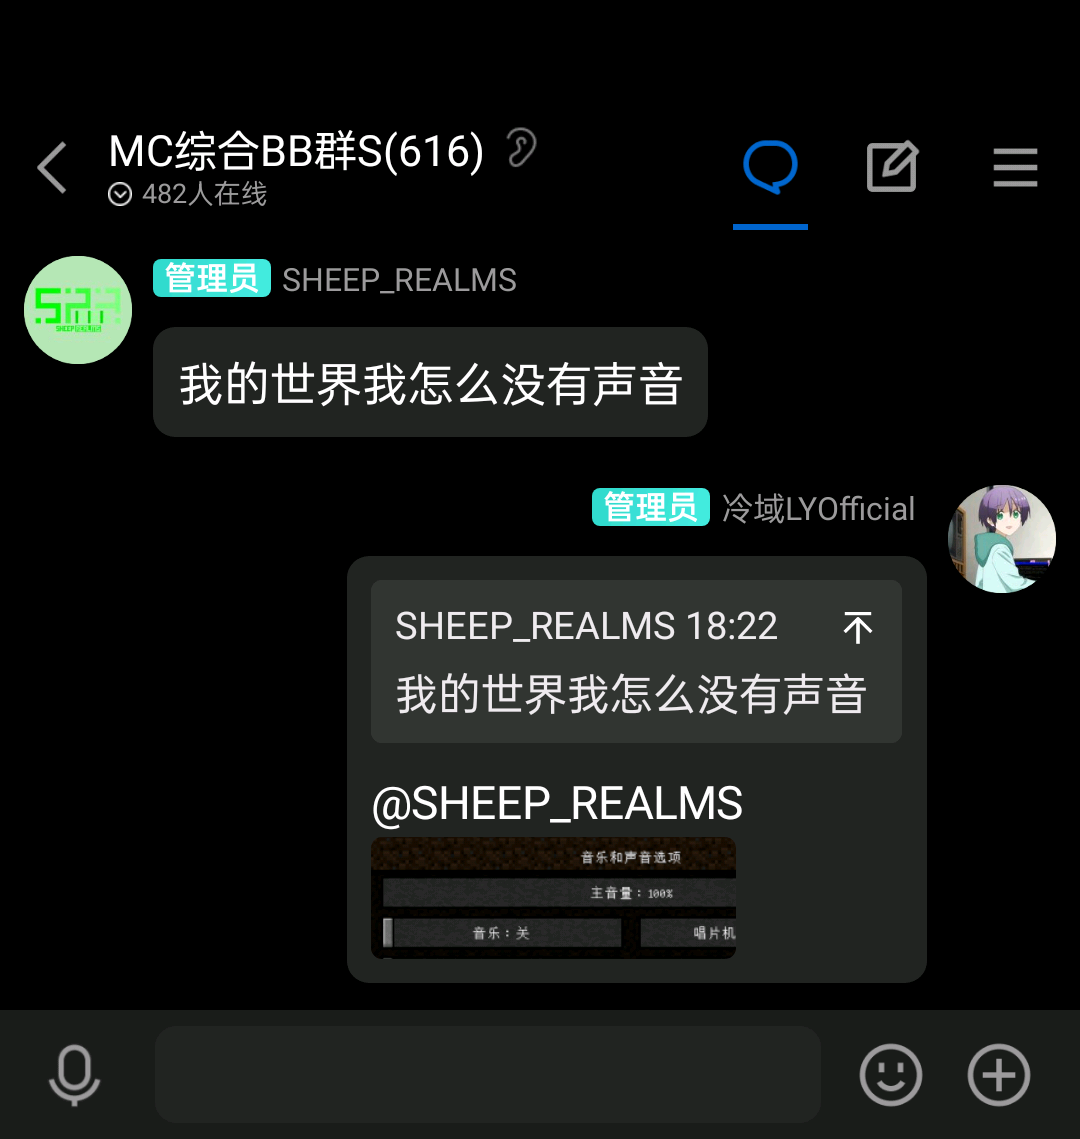 MC综合BB群S(616)
482人在线
管理员 SHEEP_REALMS
我的世界我怎么没有声音
管理员 冷域LYOfficial
SHEEP_REALMS 18:22
我的世界我怎么没有声音
@SHEEP_REALMS
音乐和声音选项
主音量：100%
音乐：关 唱片机